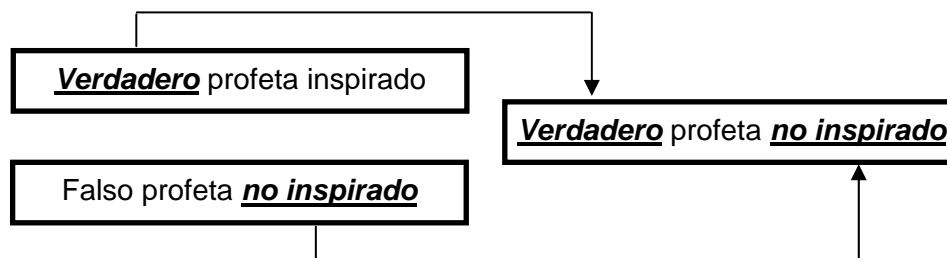 Verdadero profeta inspirado
Verdadero profeta no inspirado
Falso profeta no inspirado